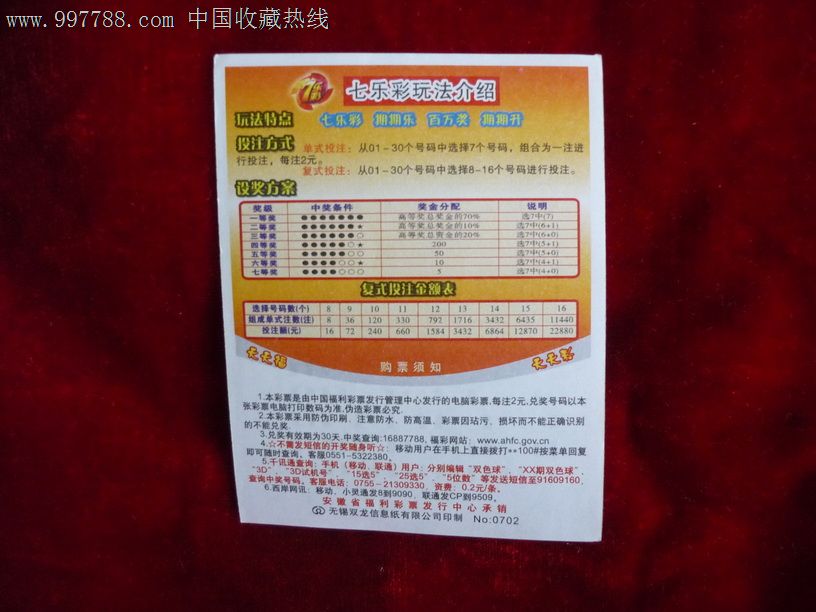 www.997788.com 中国收藏热线
7乐彩 七乐彩玩法介绍
玩法特点 七乐彩 期期乐 百万奖 期期升
投注方式 单式投注：从01－30个号码中选择7个号码，组合为一注进
行投注，每注2元。
复式投注：从01－30个号码中选择8-16个号码进行投注。
设奖方案
奖级 中奖条件 奖金分配 说明
一等奖 ●●●●●●● 高等奖总奖金的70% 选7中(7)
二等奖 ●●●●●●★ 高等奖总奖金的10% 选7中(6+1)
三等奖 ●●●●●●○ 高等奖总资金的20% 选7中(6+0)
四等奖 ●●●●●○★ 200 选7中(5+1)
五等奖 ●●●●●○○ 50 选7中(5+0)
六等奖 ●●●●○○★ 10 选7中(4+1)
七等奖 ●●●●○○○ 5 选7中(4+0)
复式投注金额表
选择号码数(个) 8 9 10 11 12 13 14 15 16
组成单式注数(注) 8 36 120 330 792 1716 3432 6435 11440
投注额(元) 16 72 240 660 1584 3432 6864 12870 22880
天天福 购票须知 天天彩
1.本彩票是由中国福利彩票发行管理中心发行的电脑彩票,每注2元,兑奖号码以本
张彩票电脑打印数码为准,伪造彩票必究.
2.本彩票采用防伪印刷、注意防水、防高温、彩票因玷污、损坏而不能正确识别
的不能兑奖.
3.兑奖有效期为30天.中奖查询:16887788,福彩网站：www.ahfc.gov.cn
4.☆不需发短信的开奖随身听☆：移动用户在手机上直接拨打**100#按菜单回复
即可随时查询。客服0551-5322380.
5.千讯通查询：手机（移动、联通）用户：分别编辑“双色球”、“XX期双色球”、
“3D”、“3D试机号”、“15选5”、“25选5”、“5位数”等发送短信至91609160,
查询中奖号码。客服电话：0755－21309330，资费：0.2元/条。
6.西岸网讯：移动、小灵通发8到9090、联通发CP到9509。
安徽省福利彩票发行中心承销
无锡双龙信息纸有限公司印制 No:0702